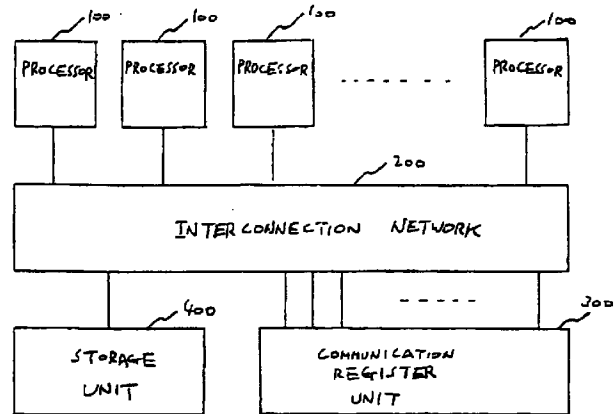 100 100 100 100
PROCESSOR PROCESSOR PROCESSOR PROCESSOR
200
INTERCONNECTION NETWORK
400 300
STORAGE
UNIT
COMMUNICATION
REGISTER
UNIT